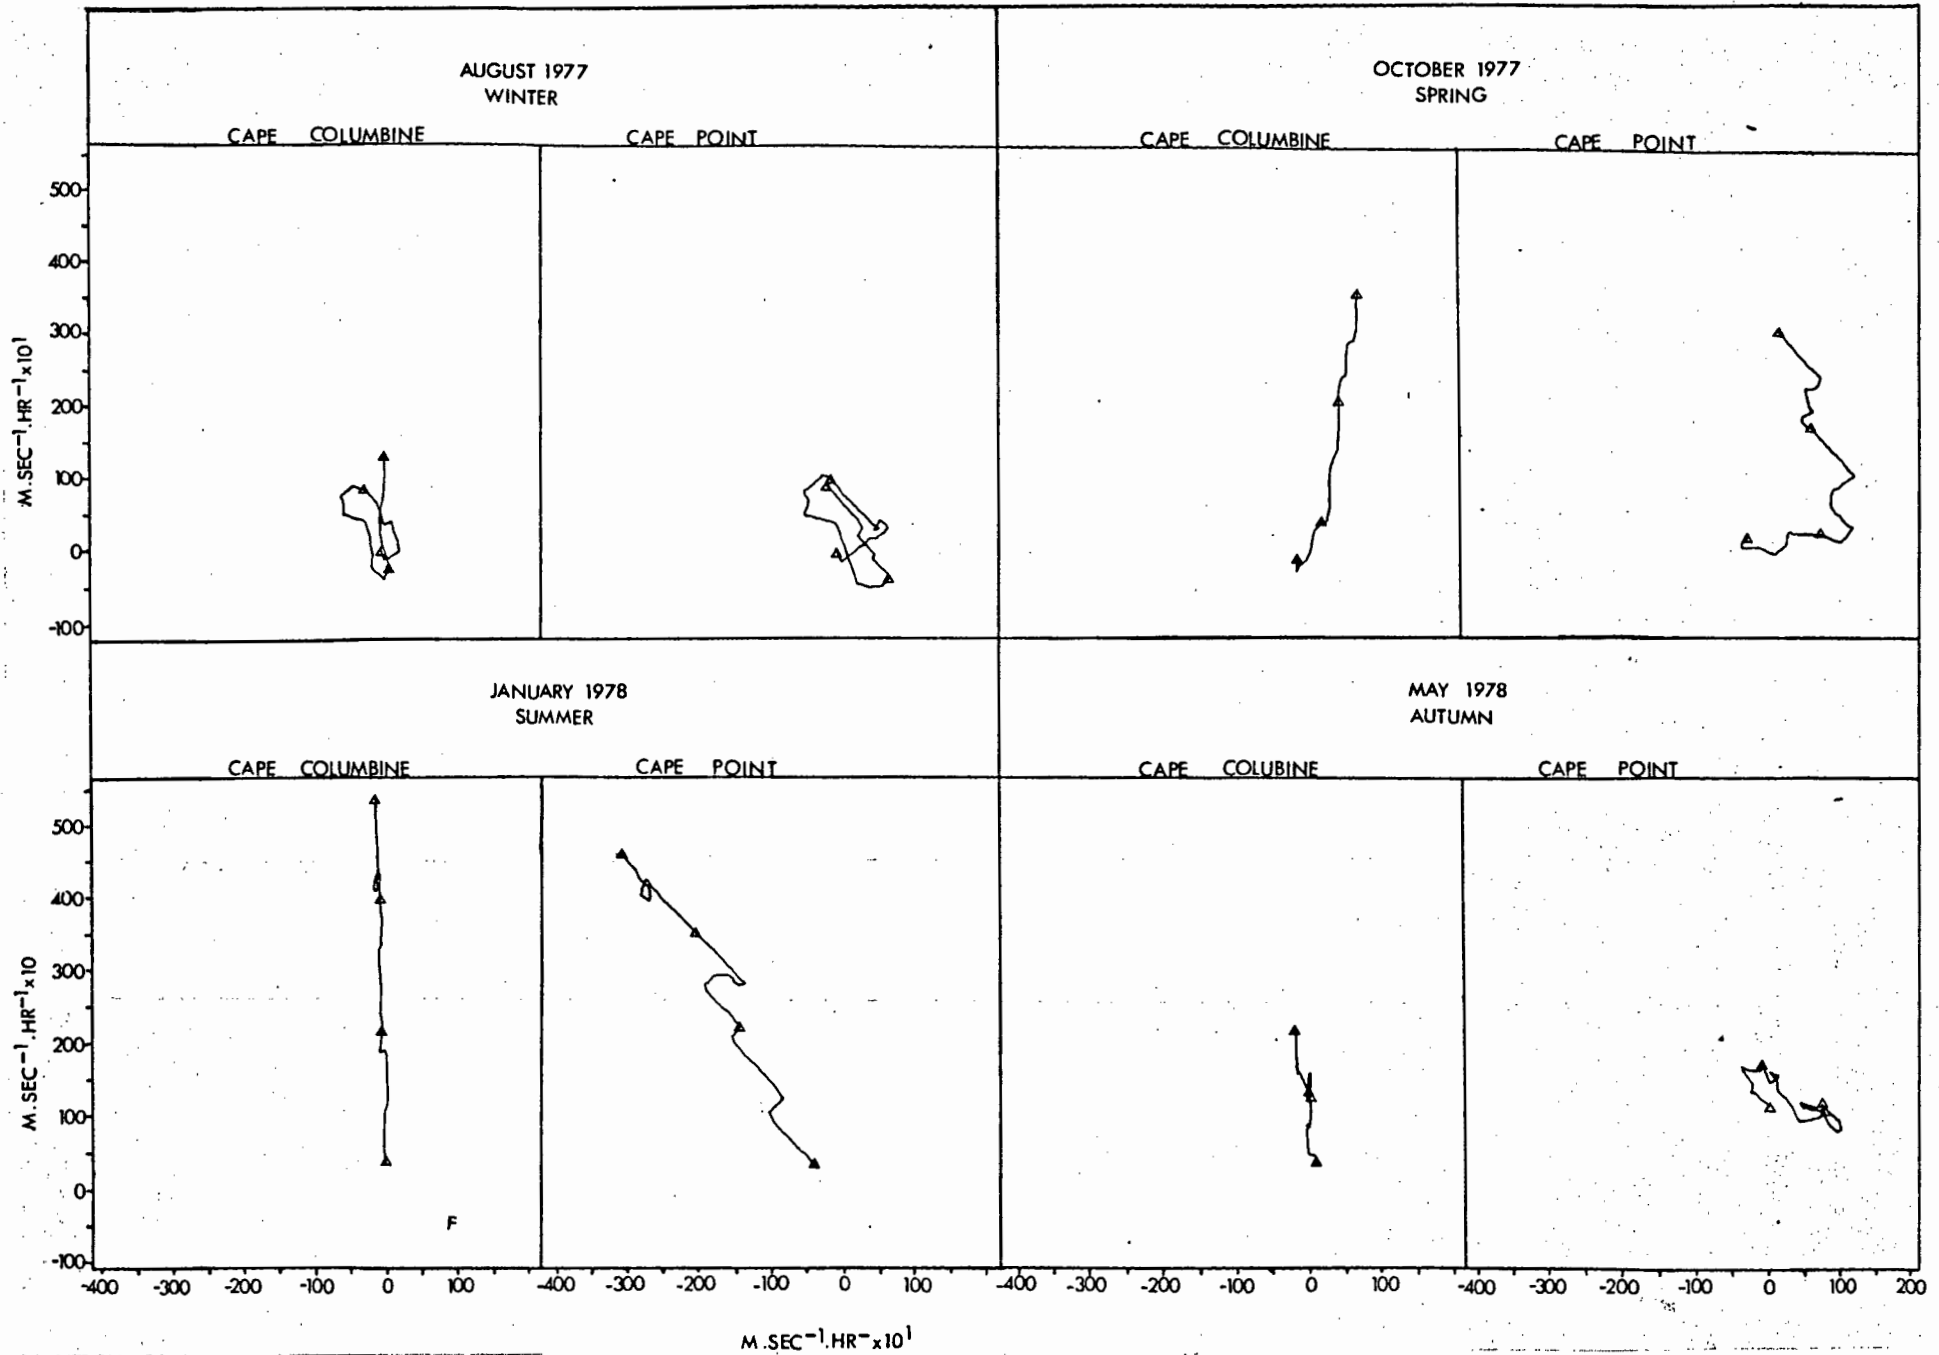 AUGUST 1977
WINTER
OCTOBER 1977
SPRING
CAPE COLUMBINE
CAPE POINT
CAPE COLUMBINE
CAPE POINT
500
400
300
200
100
0
-100
M.SEC⁻¹.HR⁻¹x10¹
JANUARY 1978
SUMMER
MAY 1978
AUTUMN
CAPE COLUMBINE
CAPE POINT
CAPE COLUBINE
CAPE POINT
500
400
300
200
100
0
-100
M.SEC⁻¹.HR⁻¹x10
F
-400 -300 -200 -100 0 100 -400 -300 -200 -100 0 100 -400 -300 -200 -100 0 100 -400 -300 -200 -100 0 100 200
M.SEC⁻¹.HR⁻x10¹